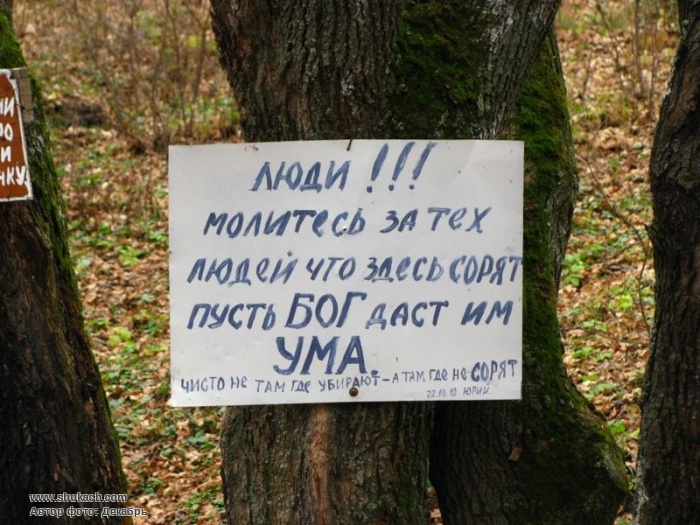 ЛЮДИ !!!
МОЛИТЕСЬ ЗА ТЕХ
ЛЮДЕЙ ЧТО ЗДЕСЬ СОРЯТ
ПУСТЬ БОГ ДАСТ ИМ
УМА.
ЧИСТО НЕ ТАМ ГДЕ УБИРАЮТ – А ТАМ, ГДЕ НЕ СОРЯТ
22.10.12 ЮРИЙ.
www.shukach.com
Автор фото: Декабрь